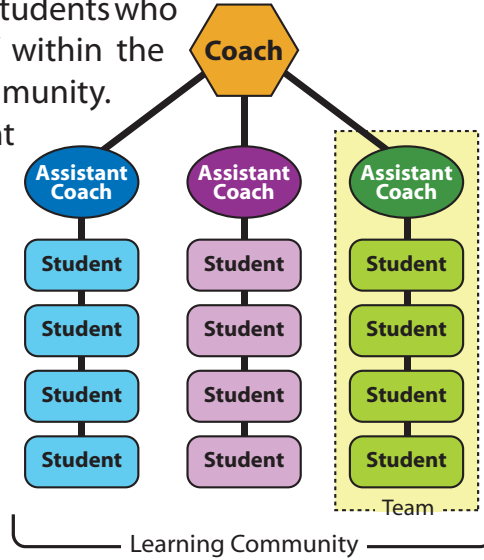 students who
within the
munity.
Coach
Assistant Coach
Assistant Coach
Assistant Coach
Student
Student
Student
Student
Student
Student
Student
Student
Student
Student
Student
Student
Team
Learning Community